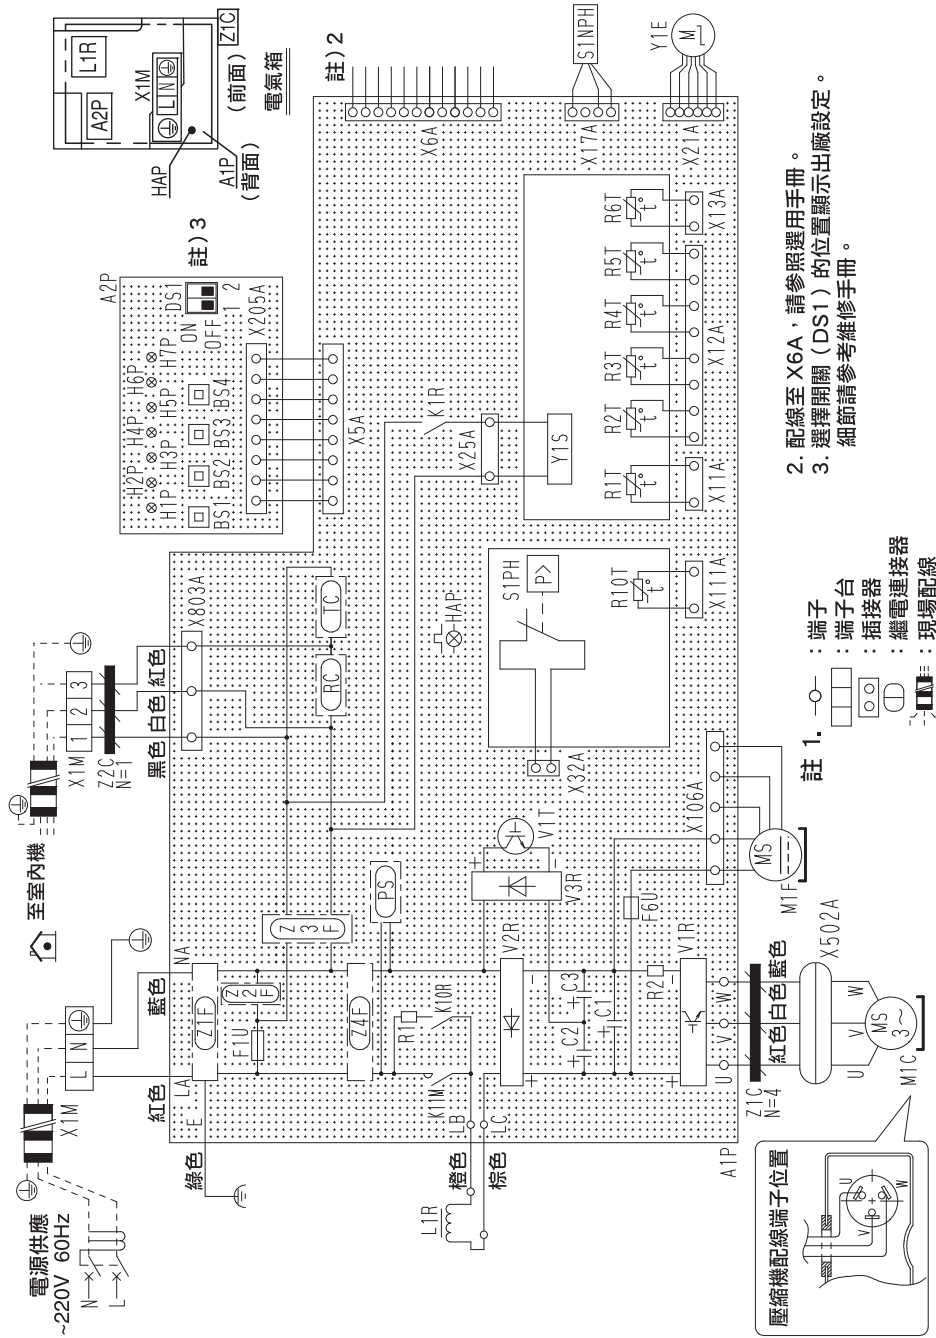 電源供應
~220V 60Hz
N
L
X1M
L
N
至室內機
X1M
1 2 3
Z2C
N=1
黑色 白色 紅色
X803A
紅色
藍色
LA
NA
E
綠色
Z1F
Z2F
F1U
Z3F
Z4F
PS
RC
TC
HAP
R1
K10R
K11M
LB
LC
橙色
棕色
L1R
V2R
V3R
V1T
C2
C3
C1
F6U
R2
V1R
U V W
A1P
Z1C
N=4
紅色 白色 藍色
X502A
U V W
MS
3~
M1C
X106A
MS
M1F
X32A
S1PH
P>
R10T
t°
X111A
A2P
H1P H2P H3P H4P H5P H6P H7P
BS1 BS2 BS3 BS4
ON
OFF
DS1
1 2
X205A
X5A
註)3
K1R
X25A
Y1S
R1T
t°
R2T
t°
R3T
t°
R4T
t°
R5T
t°
R6T
t°
X11A
X12A
X13A
X6A
註)2
X17A
S1NPH
X21A
Y1E
M
A2P
L1R
X1M
L N
Z1C
HAP
A1P
(背面)
(前面)
電氣箱
壓縮機配線端子位置
U
V
W
註 1.
: 端子
: 端子台
: 插接器
: 繼電連接器
: 現場配線
2. 配線至 X6A，請參照選用手冊。
3. 選擇開關（DS1）的位置顯示出廠設定。
細節請參考維修手冊。